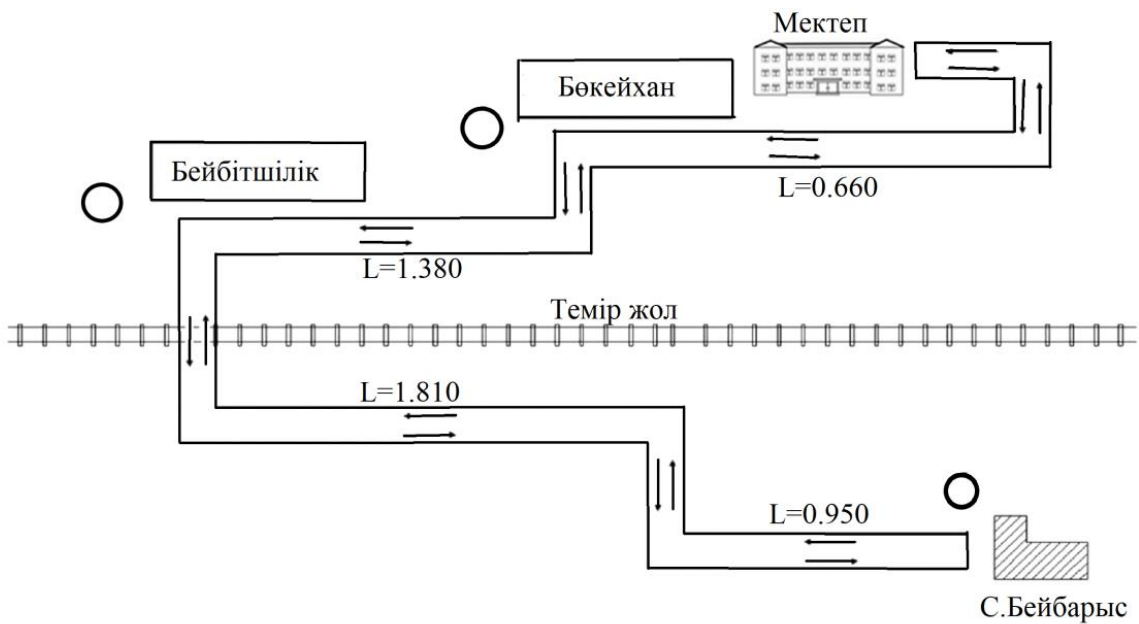 Мектеп
Бөкейхан
Бейбітшілік
L=0.660
L=1.380
Темір жол
L=1.810
L=0.950
С.Бейбарыс